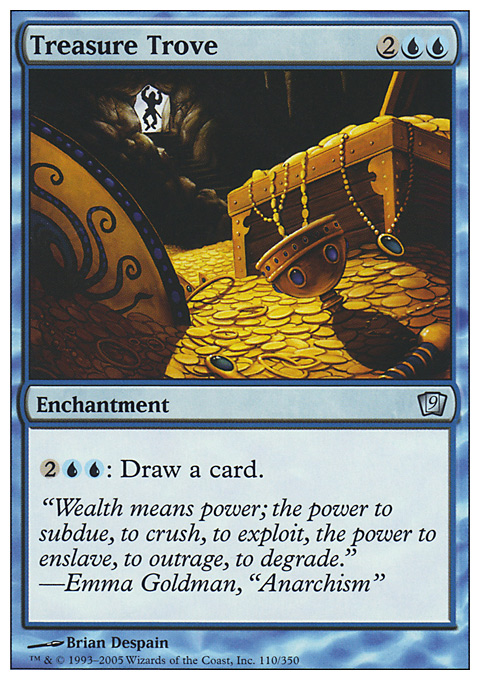 Treasure Trove 2
Enchantment 9
2: Draw a card.
“Wealth means power; the power to
subdue, to crush, to exploit, the power to
enslave, to outrage, to degrade.”
—Emma Goldman, “Anarchism”
Brian Despain
™ & © 1993–2005 Wizards of the Coast, Inc. 110/350